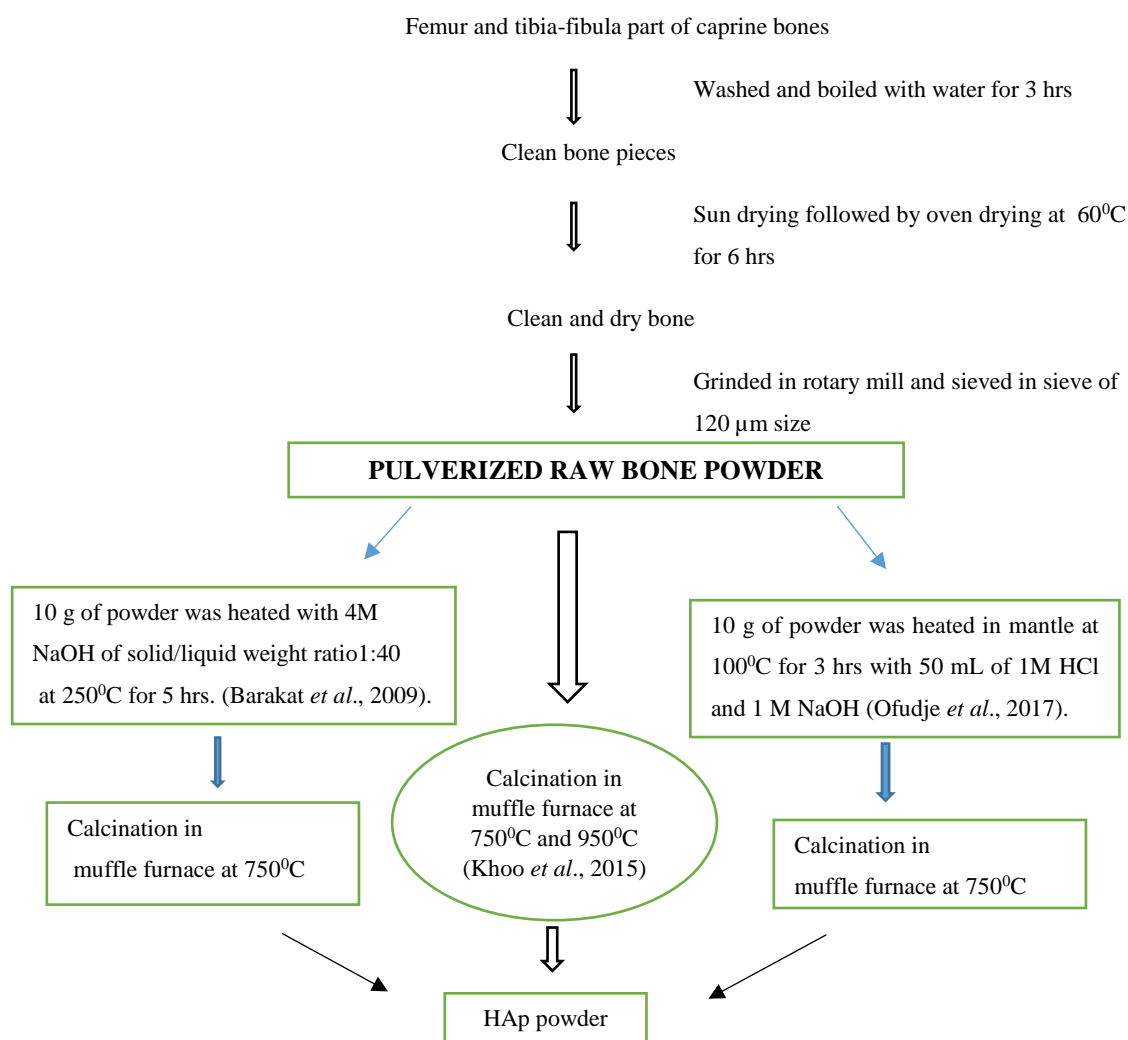 Femur and tibia-fibula part of caprine bones
Washed and boiled with water for 3 hrs
Clean bone pieces
Sun drying followed by oven drying at 60⁰C
for 6 hrs
Clean and dry bone
Grinded in rotary mill and sieved in sieve of
120 µm size
PULVERIZED RAW BONE POWDER
10 g of powder was heated with 4M
NaOH of solid/liquid weight ratio1:40
at 250⁰C for 5 hrs. (Barakat et al., 2009).
10 g of powder was heated in mantle at
100⁰C for 3 hrs with 50 mL of 1M HCl
and 1 M NaOH (Ofudje et al., 2017).
Calcination in
muffle furnace at 750⁰C
Calcination in
muffle furnace at
750⁰C and 950⁰C
(Khoo et al., 2015)
Calcination in
muffle furnace at 750⁰C
HAp powder